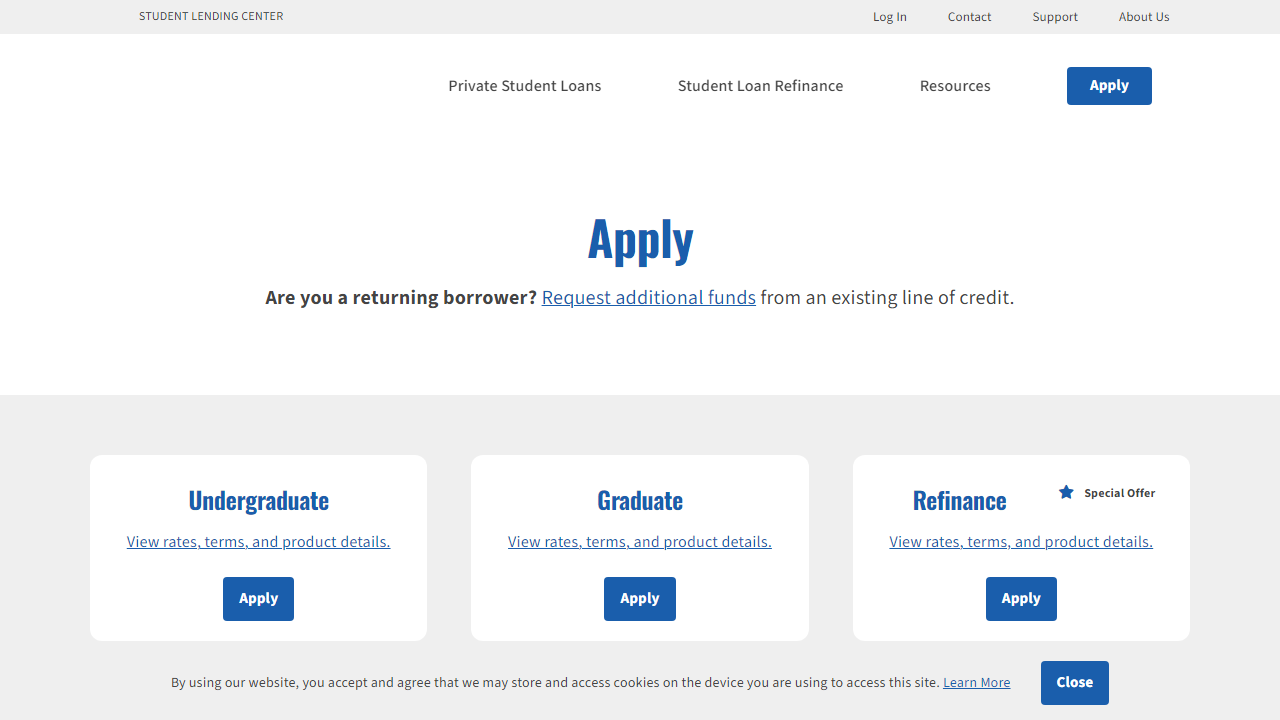 STUDENT LENDING CENTER
Log In
Contact
Support
About Us
Private Student Loans
Student Loan Refinance
Resources
Apply
Apply
Are you a returning borrower? Request additional funds from an existing line of credit.
Undergraduate
View rates, terms, and product details.
Apply
Graduate
View rates, terms, and product details.
Apply
Refinance
Special Offer
View rates, terms, and product details.
Apply
By using our website, you accept and agree that we may store and access cookies on the device you are using to access this site. Learn More
Close